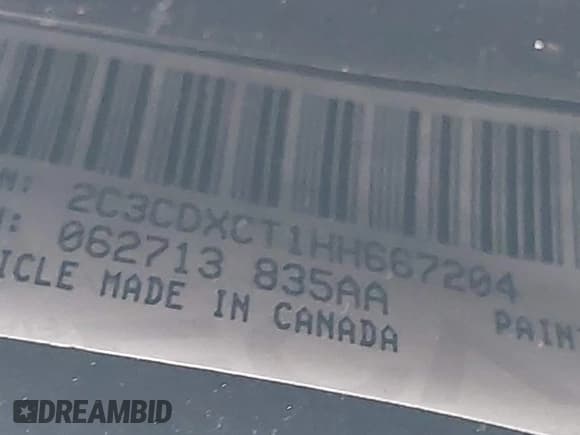 N: 2C3CDXCT1HH667204
: 062713 835AA PAIN
ICLE MADE IN CANADA
DREAMBID